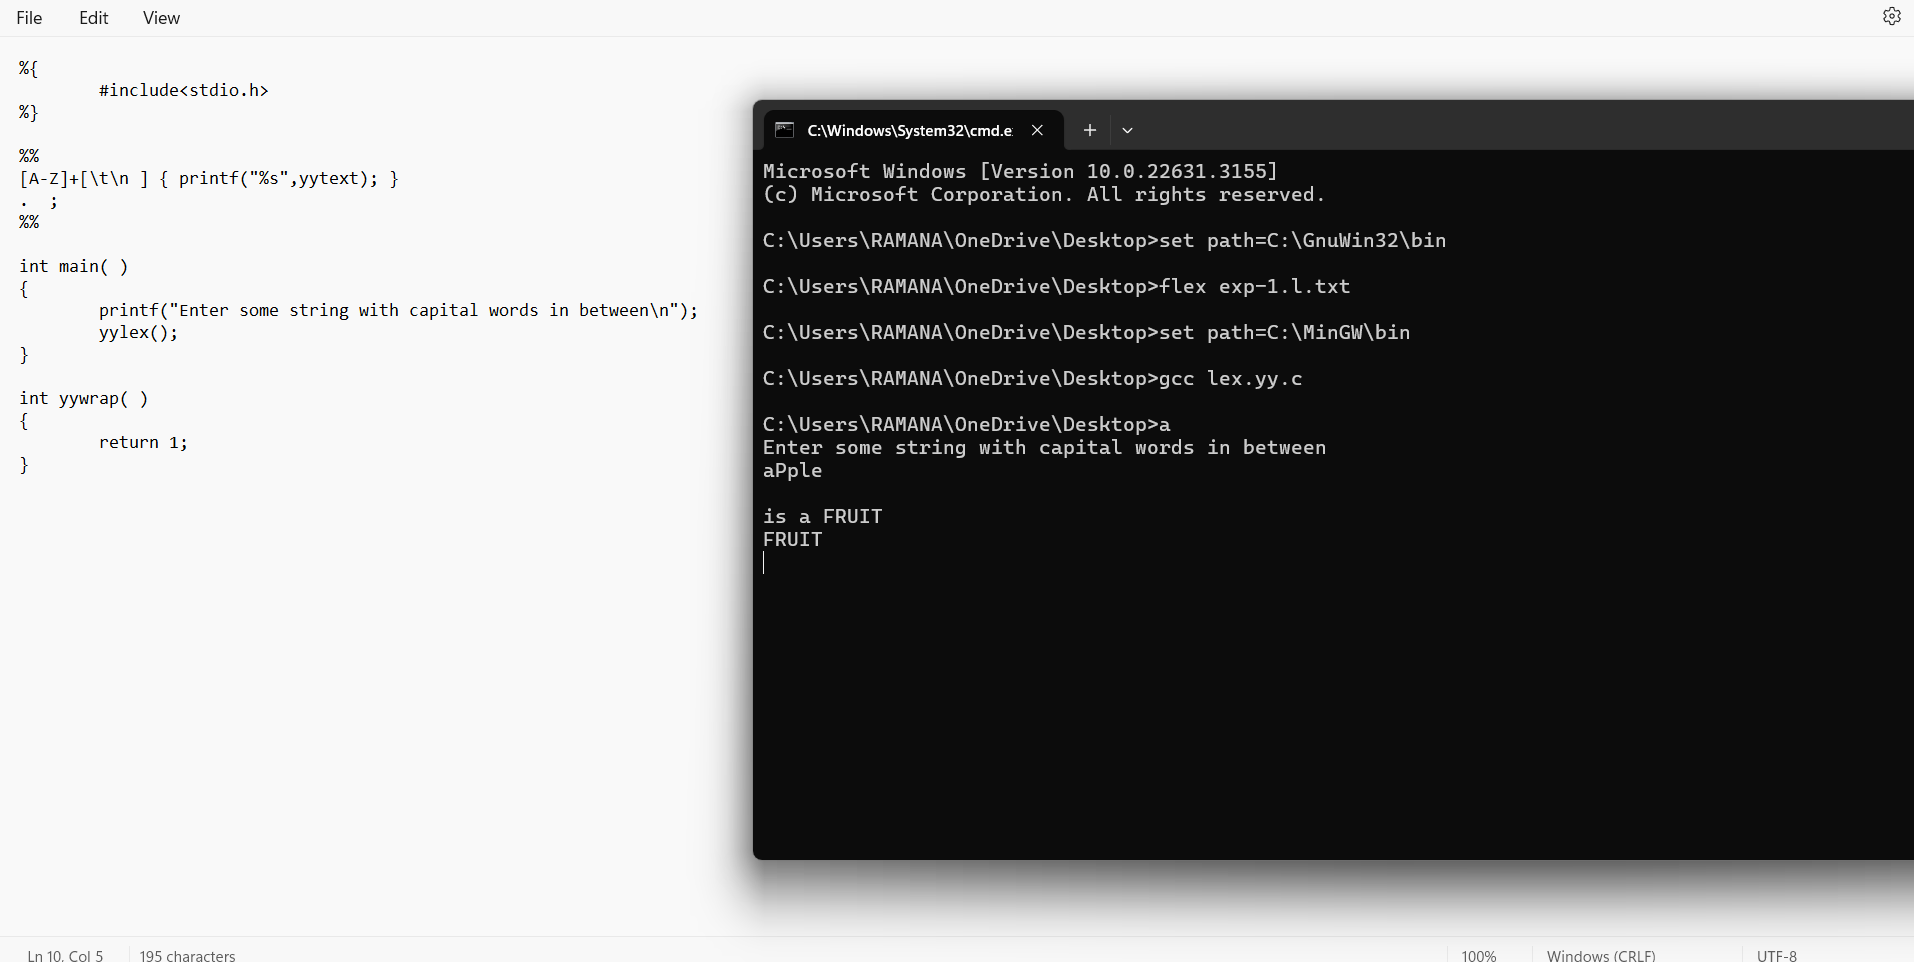 File Edit View
%{
#include<stdio.h>
%}
%%
[A-Z]+[\t\n ] { printf("%s",yytext); }
.  ;
%%
int main( )
{
printf("Enter some string with capital words in between\n");
yylex();
}
int yywrap( )
{
return 1;
}
C:\Windows\System32\cmd.e
Microsoft Windows [Version 10.0.22631.3155]
(c) Microsoft Corporation. All rights reserved.
C:\Users\RAMANA\OneDrive\Desktop>set path=C:\GnuWin32\bin
C:\Users\RAMANA\OneDrive\Desktop>flex exp-1.l.txt
C:\Users\RAMANA\OneDrive\Desktop>set path=C:\MinGW\bin
C:\Users\RAMANA\OneDrive\Desktop>gcc lex.yy.c
C:\Users\RAMANA\OneDrive\Desktop>a
Enter some string with capital words in between
aPple
is a FRUIT
FRUIT
Ln 10, Col 5 195 characters 100% Windows (CRLF) UTF-8